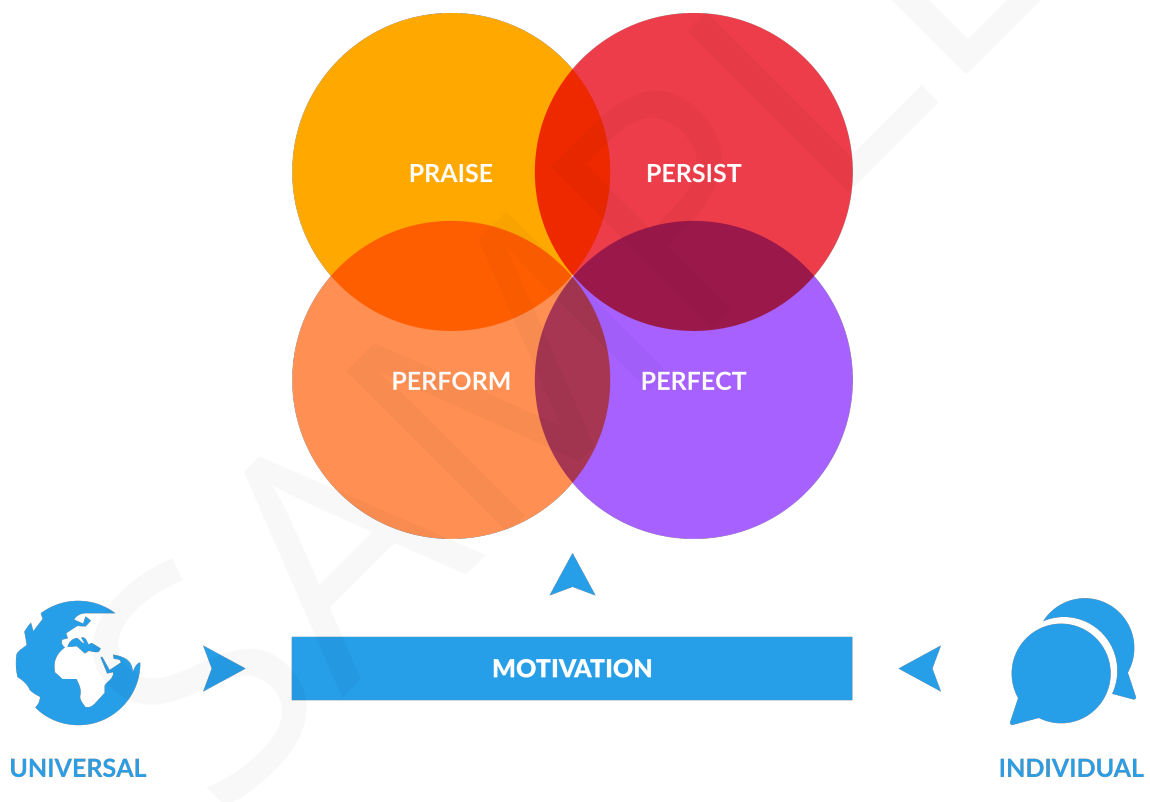 PRAISE
PERSIST
PERFORM
PERFECT
MOTIVATION
UNIVERSAL
INDIVIDUAL
SAMPLE